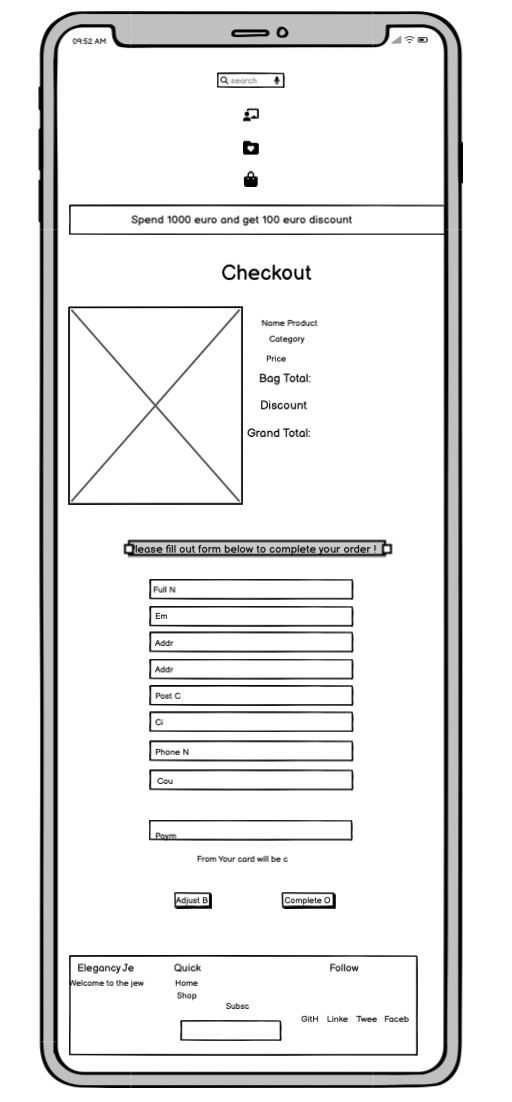 09:52 AM
search
Spend 1000 euro and get 100 euro discount
Checkout
Name Product
Category
Price
Bag Total:
Discount
Grand Total:
lease fill out form below to complete your order !
Full N
Em
Addr
Addr
Post C
Ci
Phone N
Cou
Paym
From Your card will be c
Adjust B
Complete O
Elegancy Je
Quick
Follow
Welcome to the jew
Home
Shop
Subsc
GitH Linke Twee Faceb